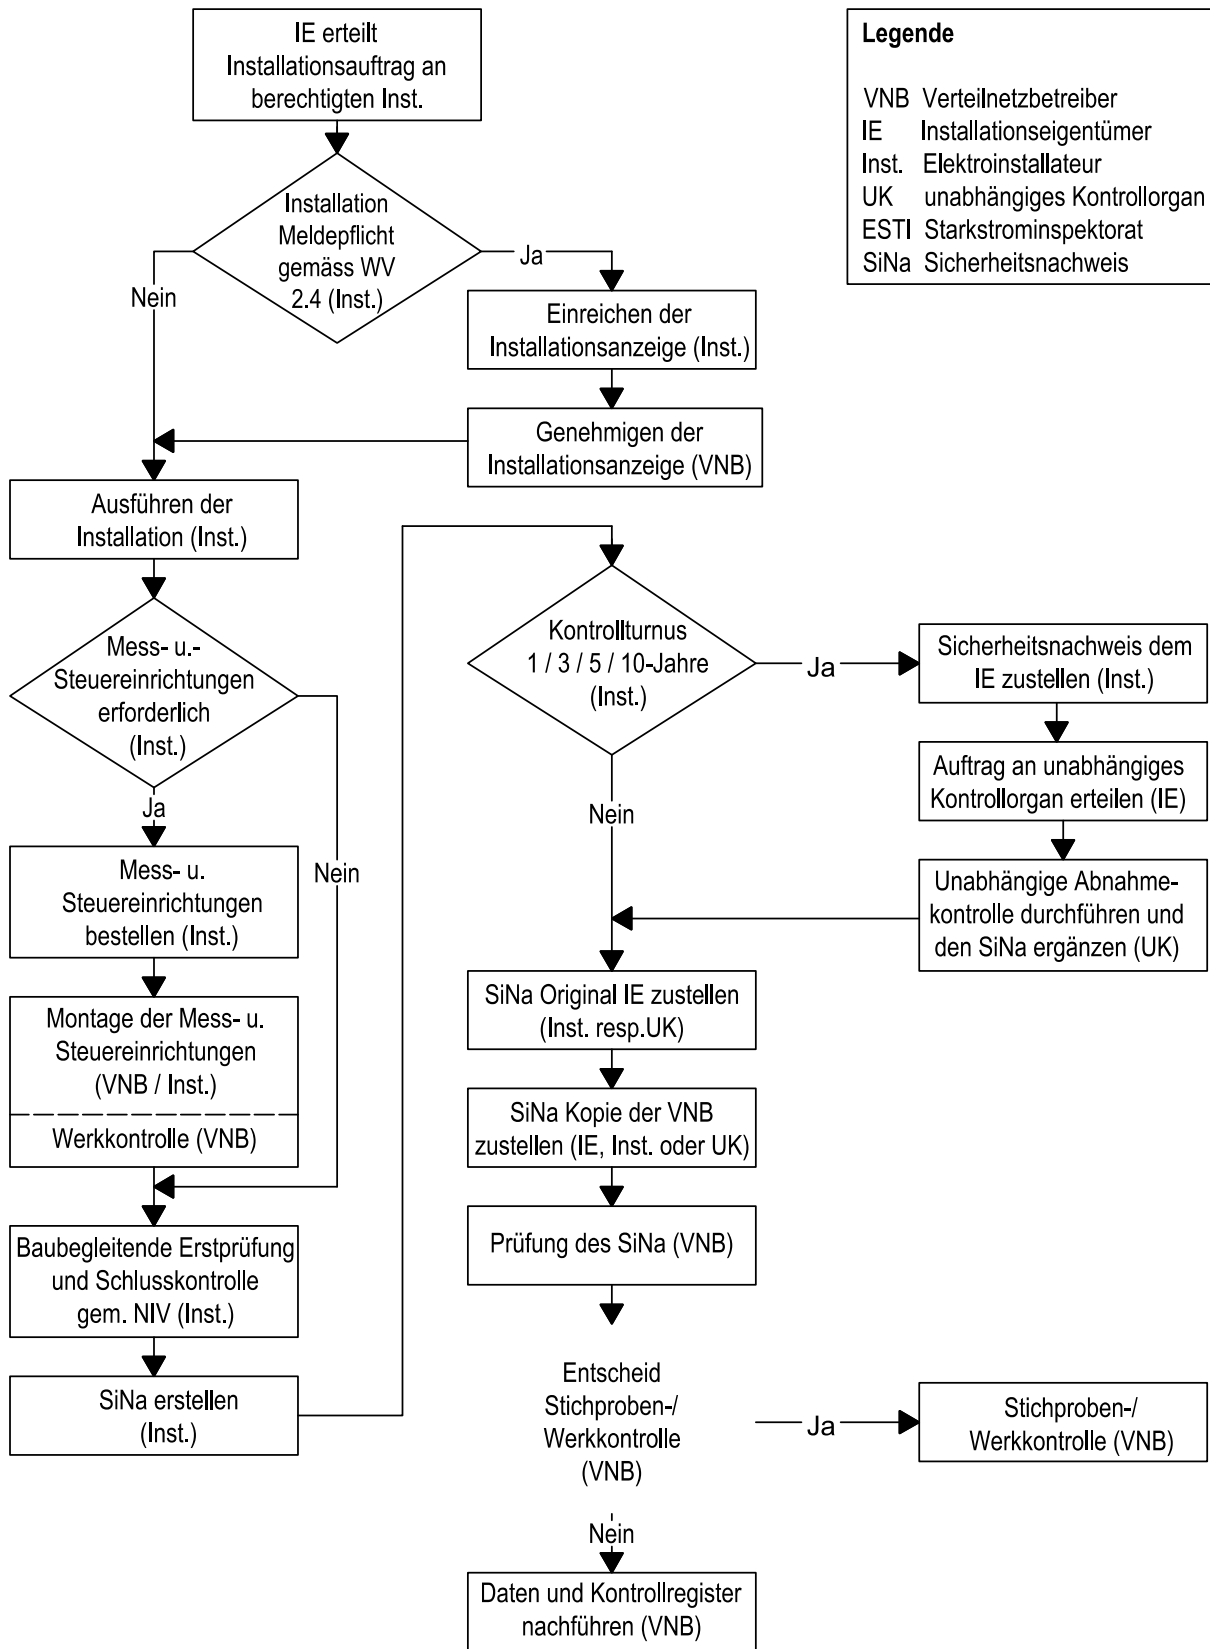 IE erteilt
Installationsauftrag an
berechtigten Inst.
Legende
VNB Verteilnetzbetreiber
IE Installationseigentümer
Inst. Elektroinstallateur
UK unabhängiges Kontrollorgan
ESTI Starkstrominspektorat
SiNa Sicherheitsnachweis
Installation
Meldepflicht
gemäss WV
2.4 (Inst.)
Ja
Nein
Einreichen der
Installationsanzeige (Inst.)
Genehmigen der
Installationsanzeige (VNB)
Ausführen der
Installation (Inst.)
Mess- u.-
Steuereinrichtungen
erforderlich
(Inst.)
Ja
Nein
Mess- u.
Steuereinrichtungen
bestellen (Inst.)
Montage der Mess- u.
Steuereinrichtungen
(VNB / Inst.)
Werkkontrolle (VNB)
Baubegleitende Erstprüfung
und Schlusskontrolle
gem. NIV (Inst.)
SiNa erstellen
(Inst.)
Kontrollturnus
1 / 3 / 5 / 10-Jahre
(Inst.)
Ja
Nein
Sicherheitsnachweis dem
IE zustellen (Inst.)
Auftrag an unabhängiges
Kontrollorgan erteilen (IE)
Unabhängige Abnahme-
kontrolle durchführen und
den SiNa ergänzen (UK)
SiNa Original IE zustellen
(Inst. resp.UK)
SiNa Kopie der VNB
zustellen (IE, Inst. oder UK)
Prüfung des SiNa (VNB)
Entscheid
Stichproben-/
Werkkontrolle
(VNB)
Ja
Stichproben-/
Werkkontrolle (VNB)
Nein
Daten und Kontrollregister
nachführen (VNB)